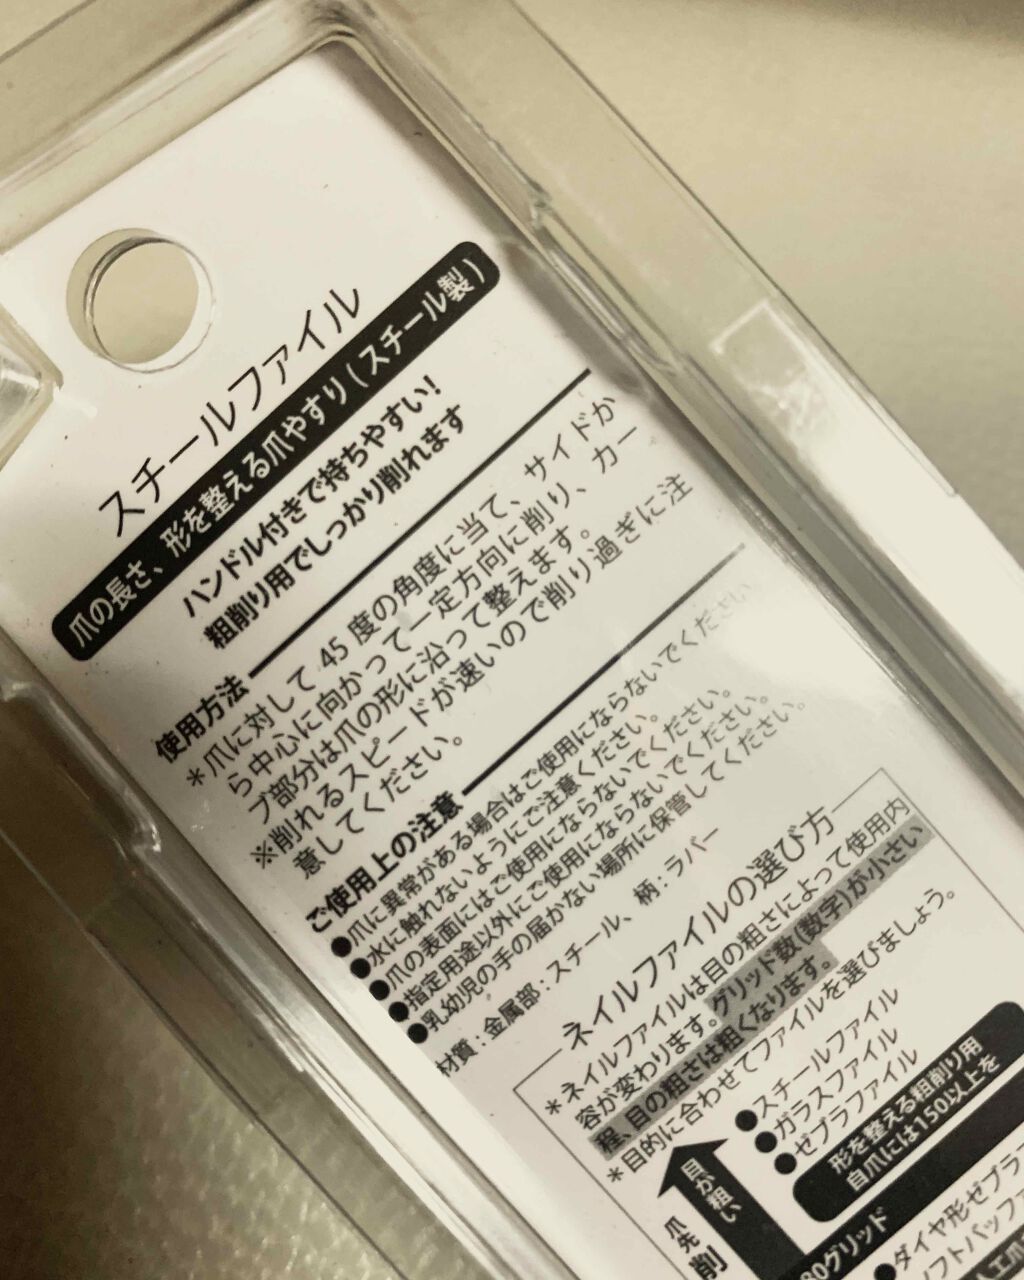 スチールファイル
爪の長さ、形を整える爪やすり(スチール製)
ハンドル付きで持ちやすい!
粗削り用でしっかり削れます
使用方法
*爪に対して 45 度の角度に当て、サイドか
ら中心に向かって一定方向に削り、カー
ブ部分は爪の形に沿って整えます。
※削れるスピードが速いので削り過ぎに注
意してください。
ご使用上の注意
●爪に異常がある場合はご使用にならないでください
●水に触れないようにご注意ください。
●爪の表面にはご使用にならないでください。
●指定用途以外にご使用にならないでください。
●乳幼児の手の届かない場所に保管してください。
材質:金属部:スチール、柄:ラバー
ネイルファイルの選び方
*ネイルファイルは目の粗さによって使用内
容が変わります。グリッド数(数字)が小さい
程、目の粗さは粗くなります。
*目的に合わせてファイルを選びましょう。
●スチールファイル
●ガラスファイル
●ゼブラファイル
形を整える粗削り用
自爪には150以上を
目が粗い
爪先
削
80グリッド
●ダイヤ形ゼブラフ